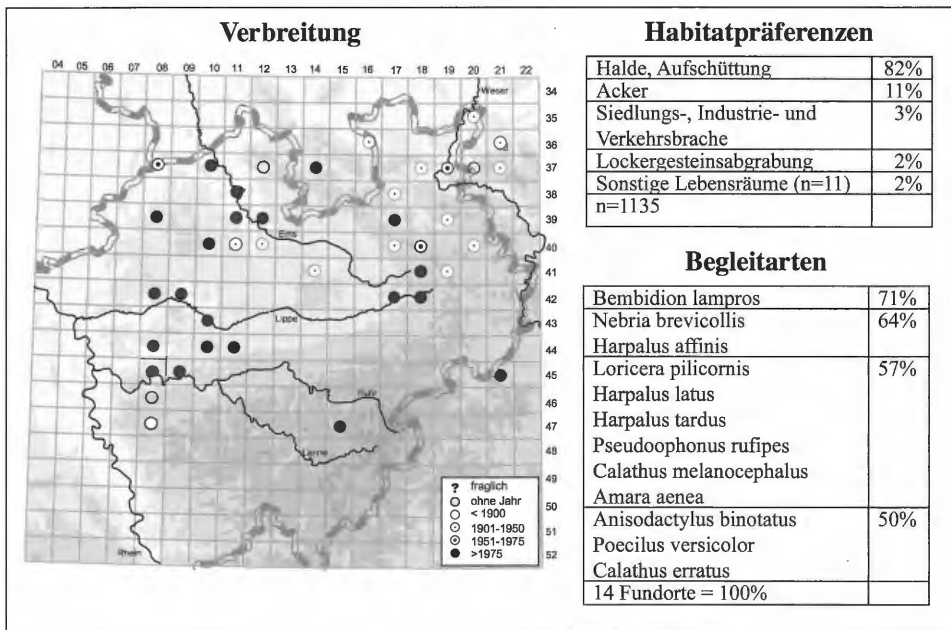 Verbreitung
04 05 06 07 08 09 10 11 12 13 14 15 16 17 18 19 20 21 22
34
35
36
37
38
39
40
41
42
43
44
45
46
47
48
49
50
51
52
Weser
Ems
Lippe
Ruhr
Lenne
Rhein
? fraglich
ohne Jahr
< 1900
1901-1950
1951-1975
>1975
Habitatpräferenzen
Halde, Aufschüttung 82%
Acker 11%
Siedlungs-, Industrie- und 3%
Verkehrsbrache
Lockergesteinsabgrabung 2%
Sonstige Lebensräume (n=11) 2%
n=1135
Begleitarten
Bembidion lampros 71%
Nebria brevicollis 64%
Harpalus affinis
Loricera pilicornis 57%
Harpalus latus
Harpalus tardus
Pseudoophonus rufipes
Calathus melanocephalus
Amara aenea
Anisodactylus binotatus 50%
Poecilus versicolor
Calathus erratus
14 Fundorte = 100%